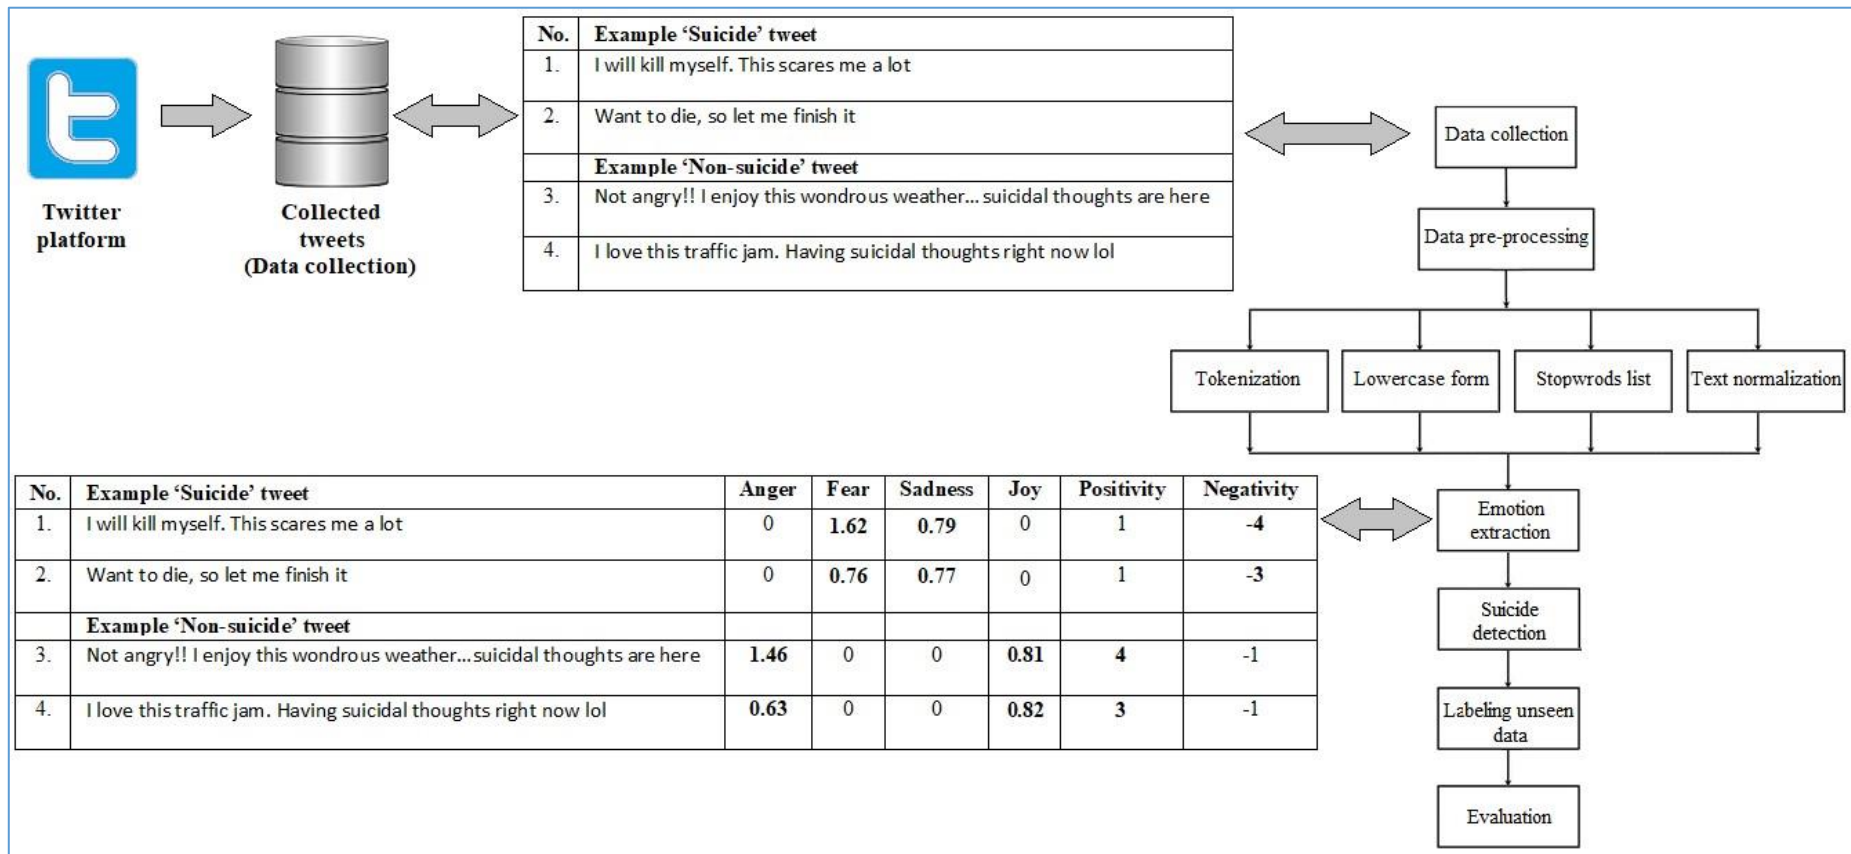 Twitter
platform
Collected
tweets
(Data collection)
No. Example ‘Suicide’ tweet
1. I will kill myself. This scares me a lot
2. Want to die, so let me finish it
Example ‘Non-suicide’ tweet
3. Not angry!! I enjoy this wondrous weather... suicidal thoughts are here
4. I love this traffic jam. Having suicidal thoughts right now lol
Data collection
Data pre-processing
Tokenization
Lowercase form
Stopwrods list
Text normalization
No. Example ‘Suicide’ tweet Anger Fear Sadness Joy Positivity Negativity
1. I will kill myself. This scares me a lot 0 1.62 0.79 0 1 -4
2. Want to die, so let me finish it 0 0.76 0.77 0 1 -3
Example ‘Non-suicide’ tweet
3. Not angry!! I enjoy this wondrous weather...suicidal thoughts are here 1.46 0 0 0.81 4 -1
4. I love this traffic jam. Having suicidal thoughts right now lol 0.63 0 0 0.82 3 -1
Emotion
extraction
Suicide
detection
Labeling unseen
data
Evaluation